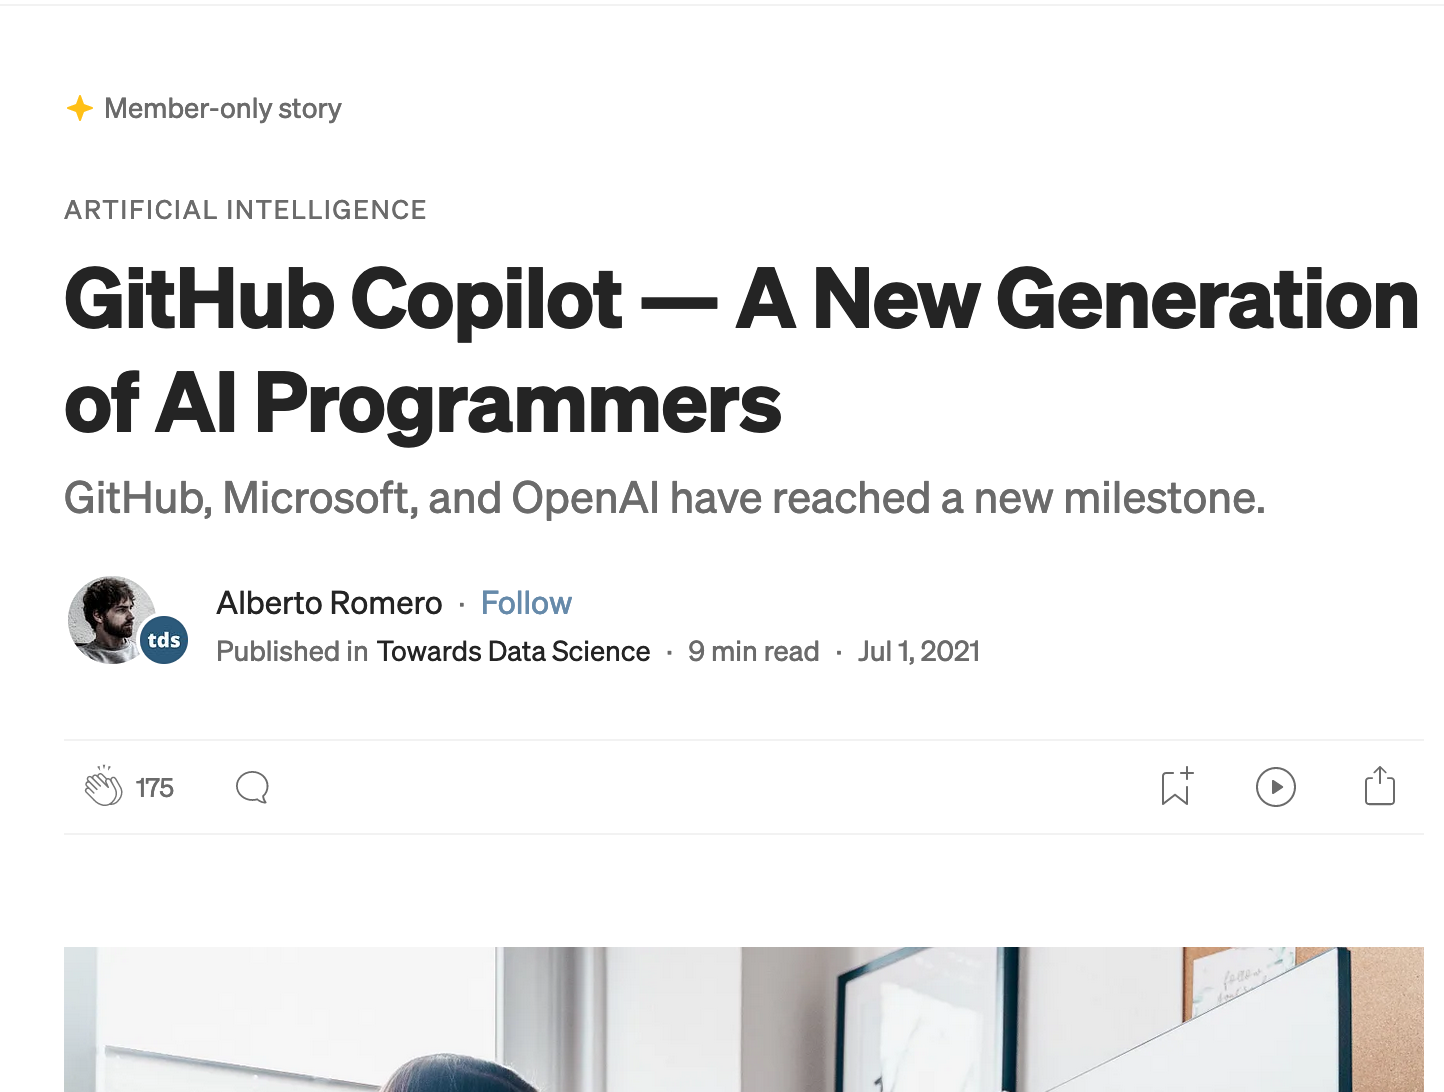 Member-only story
ARTIFICIAL INTELLIGENCE
GitHub Copilot — A New Generation
of AI Programmers
GitHub, Microsoft, and OpenAI have reached a new milestone.
Alberto Romero · Follow
tds
Published in Towards Data Science · 9 min read · Jul 1, 2021
175
follow